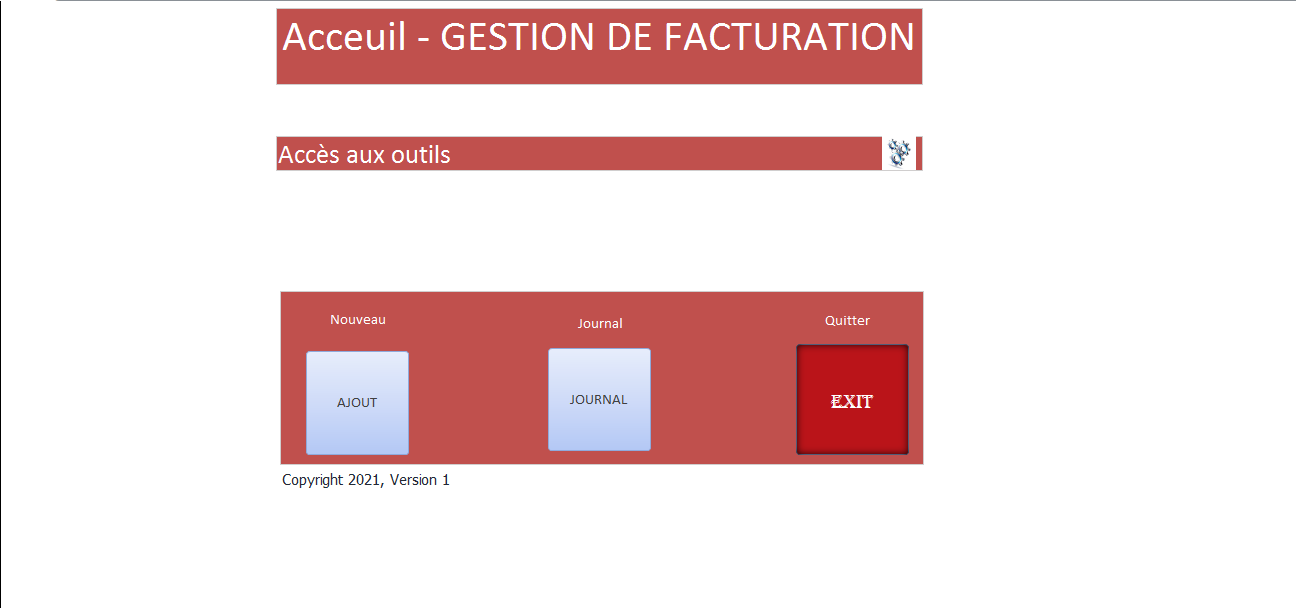 Acceuil - GESTION DE FACTURATION
Accès aux outils
Nouveau
Journal
Quitter
AJOUT
JOURNAL
EXIT
Copyright 2021, Version 1